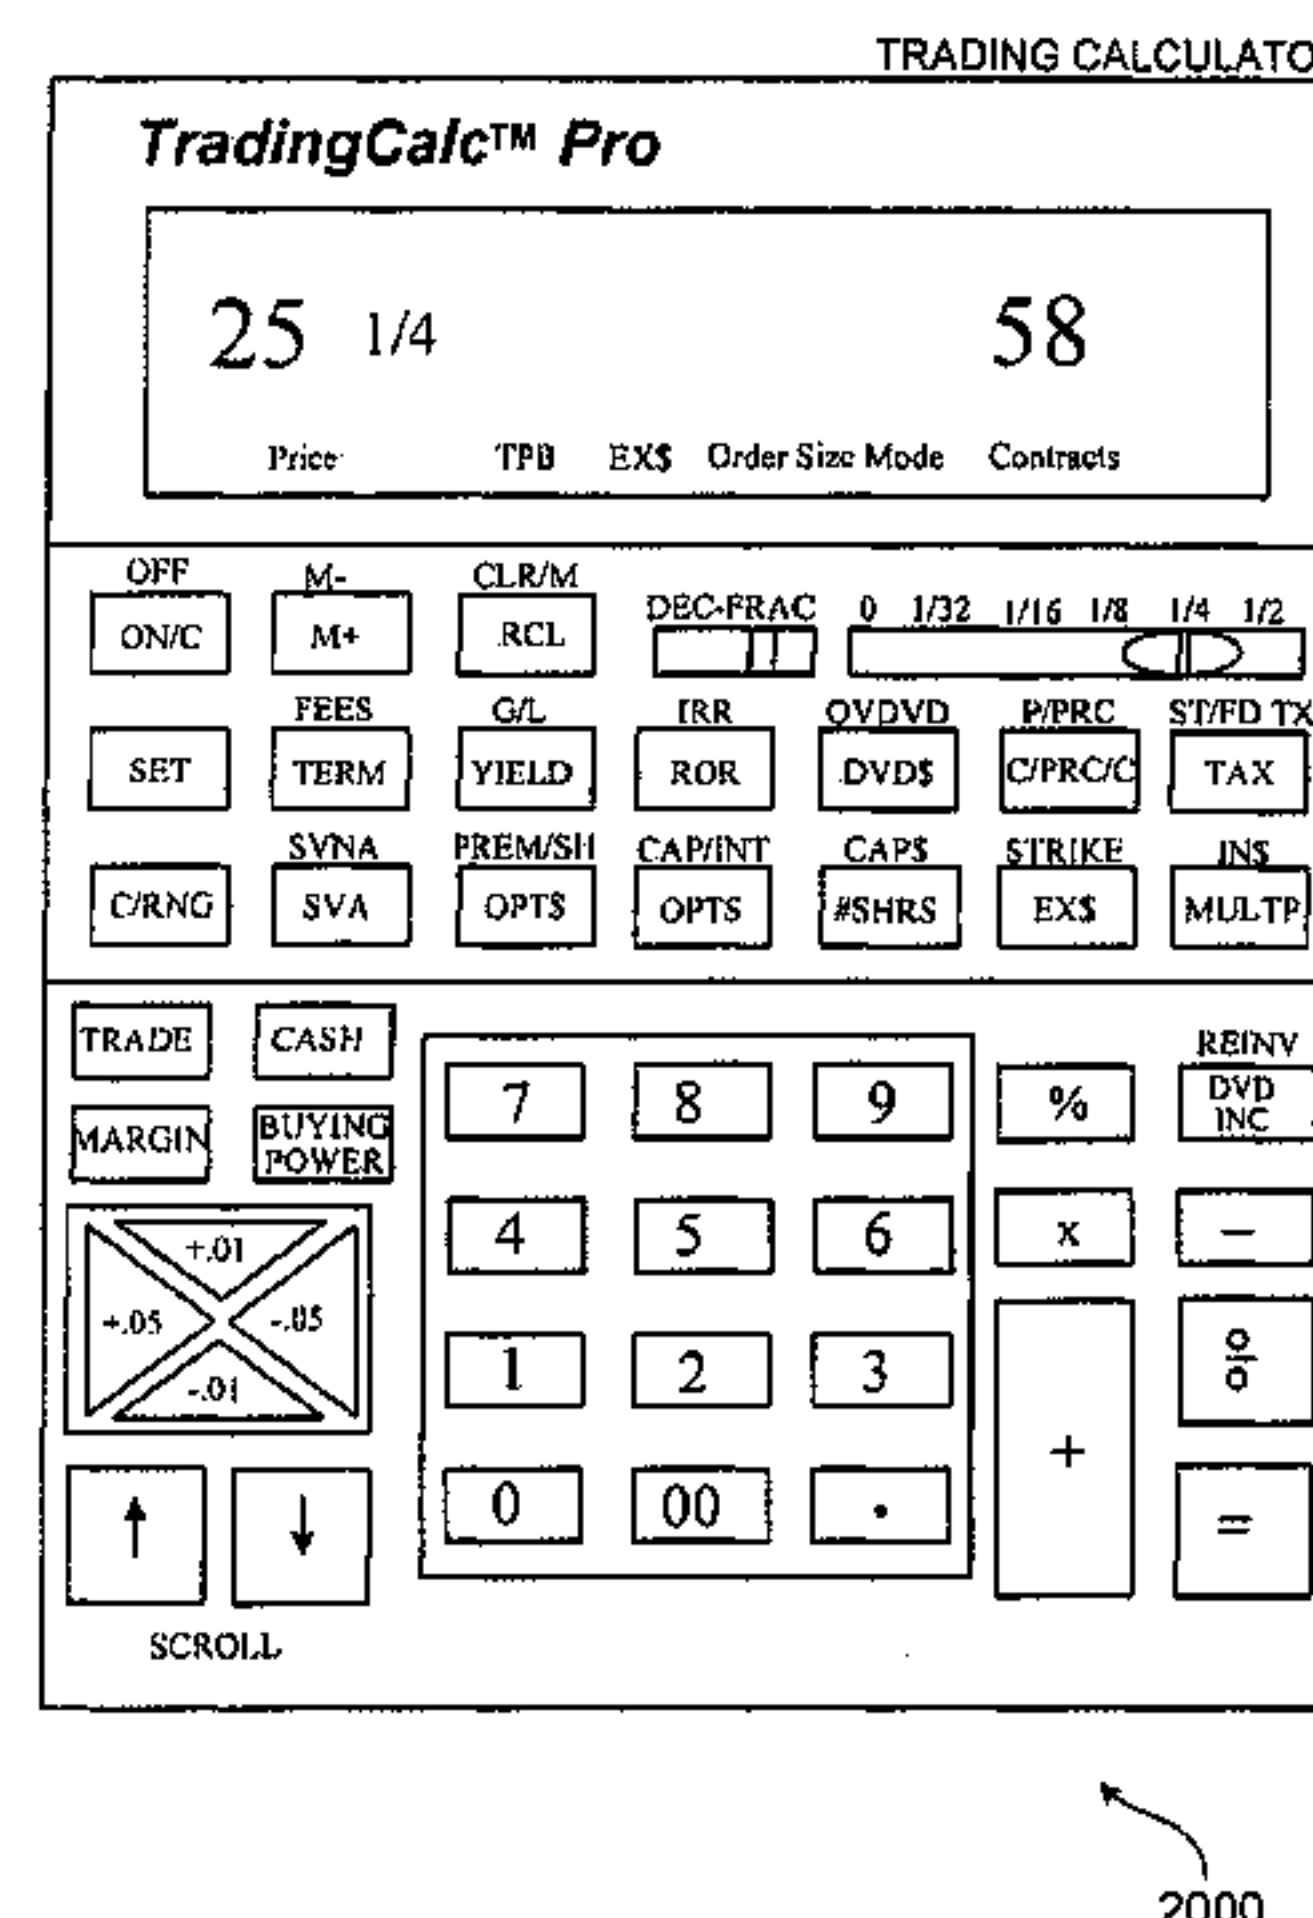 TRADING CALCULATO
TradingCalc™ Pro
25 1/4 58
Price TPB EX$ Order Size Mode Contracts
OFF M- CLR/M
DEC-FRAC 0 1/32 1/16 1/8 1/4 1/2
ON/C M+ RCL
FEES G/L IRR QVDVD P/PRC ST/FD TX
SET TERM YIELD ROR DVD$ C/PRC/C TAX
SVNA PREM/SH CAP/INT CAP$ STRIKE IN$
C/RNG SVA OPT$ OPTS #SHRS EX$ MULTP
TRADE CASH
REINV
7 8 9 % DVD
INC
MARGIN BUYING
POWER
4 5 6 x −
+.01
+.05 -.05
-.01
1 2 3
+
=
0 00 .
↑ ↓
SCROLL
2000